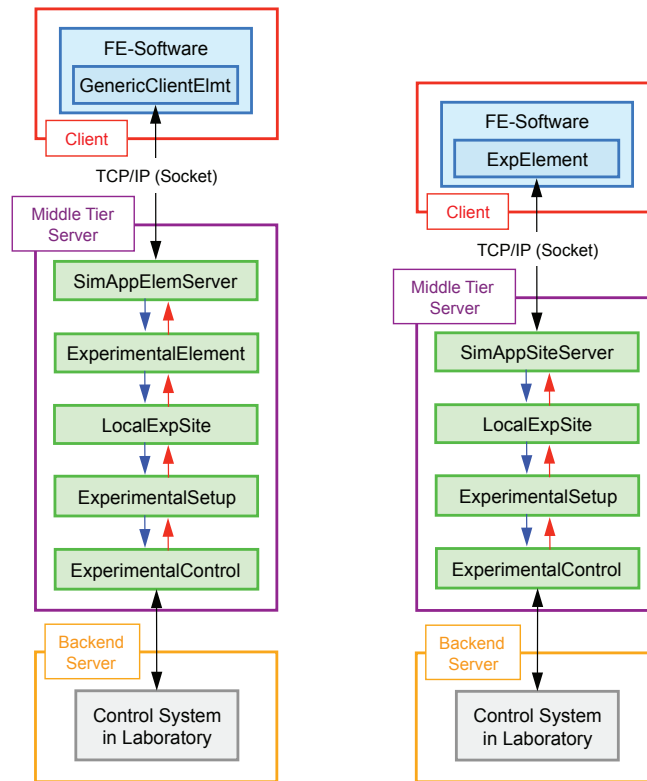 FE-Software
GenericClientElmt
Client
TCP/IP (Socket)
Middle Tier
Server
SimAppElemServer
ExperimentalElement
LocalExpSite
ExperimentalSetup
ExperimentalControl
Backend
Server
Control System
in Laboratory
FE-Software
ExpElement
Client
TCP/IP (Socket)
Middle Tier
Server
SimAppSiteServer
LocalExpSite
ExperimentalSetup
ExperimentalControl
Backend
Server
Control System
in Laboratory